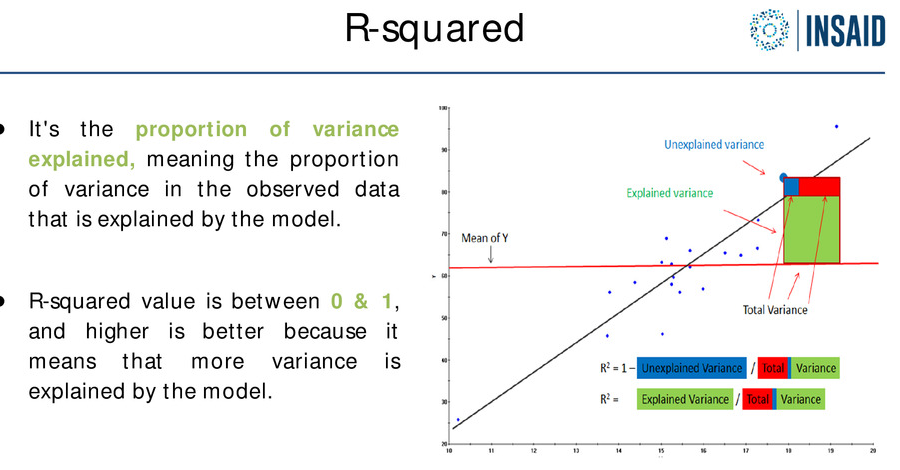 R-squared
INSAID
• It's the proportion of variance
explained, meaning the proportion
of variance in the observed data
that is explained by the model.
• R-squared value is between 0 & 1,
and higher is better because it
means that more variance is
explained by the model.
100
90
80
70
60
50
40
30
20
Y
10 11 12 13 14 15 16 17 18 19 20
Unexplained variance
Explained variance
Mean of Y
Total Variance
R² = 1 – Unexplained Variance / Total Variance
R² = Explained Variance / Total Variance